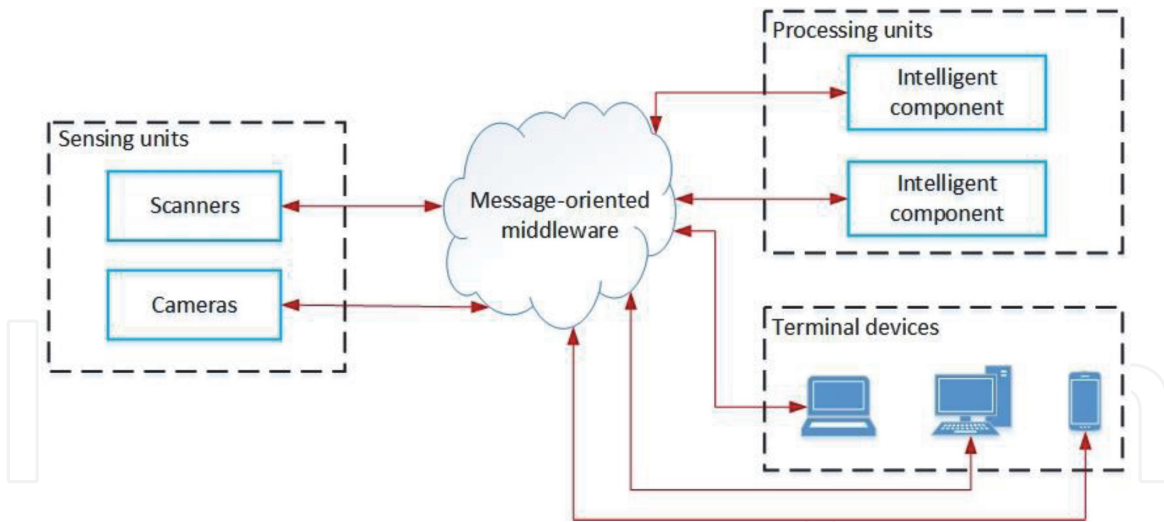 Sensing units
Scanners
Cameras
Message-oriented
middleware
Processing units
Intelligent
component
Intelligent
component
Terminal devices